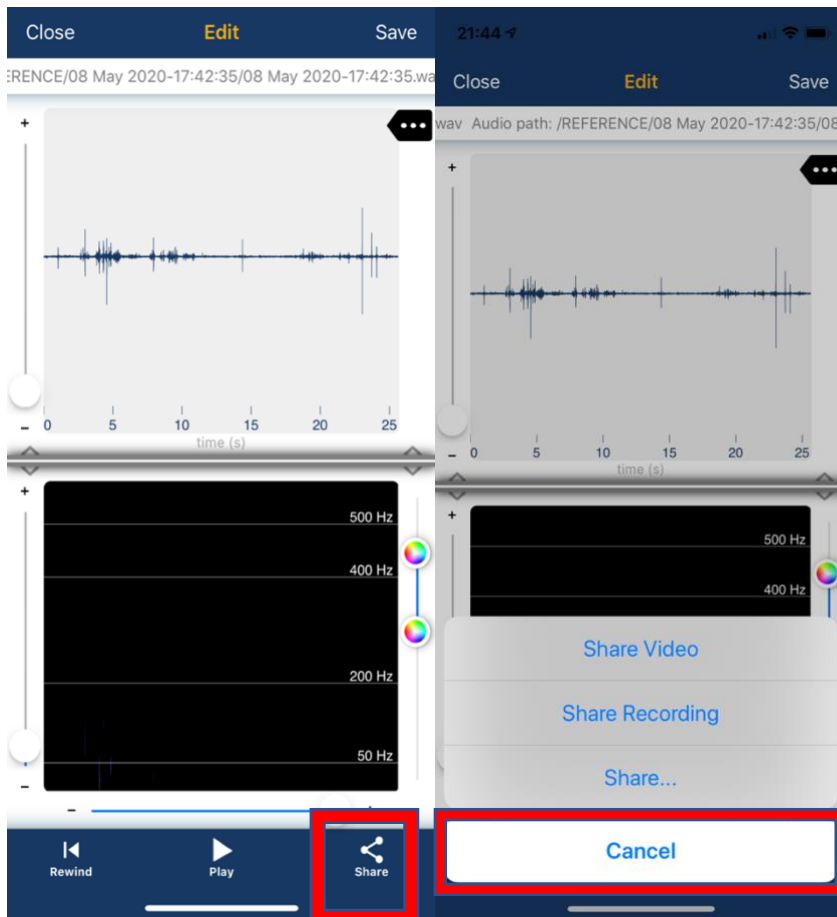 Close Edit Save
ERENCE/08 May 2020-17:42:35/08 May 2020-17:42:35.wa
+
-
0 5 10 15 20 25
time (s)
+
500 Hz
400 Hz
200 Hz
50 Hz
-
- +
Rewind Play Share
21:44
Close Edit Save
wav Audio path: /REFERENCE/08 May 2020-17:42:35/08
+
-
0 5 10 15 20 25
time (s)
+
500 Hz
400 Hz
Share Video
Share Recording
Share...
Cancel